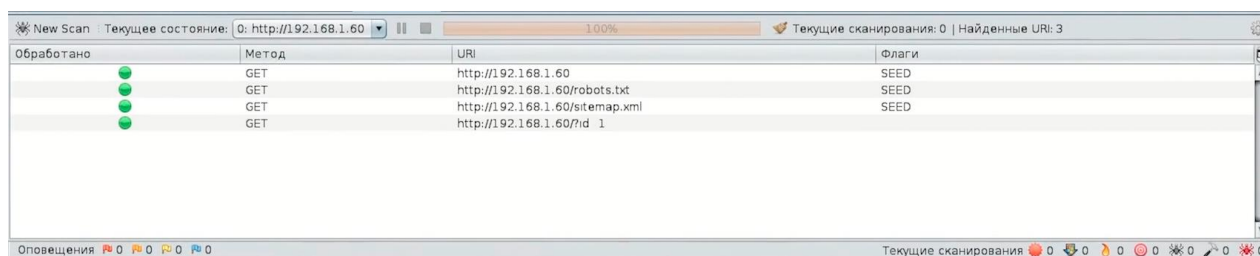 New Scan Текущее состояние: 0: http://192.168.1.60 100% Текущие сканирования: 0 | Найденные URI: 3
Обработано Метод URI Флаги
GET http://192.168.1.60 SEED
GET http://192.168.1.60/robots.txt SEED
GET http://192.168.1.60/sitemap.xml SEED
GET http://192.168.1.60/?id 1
Оповещения 0 0 0 0 Текущие сканирования 0 0 0 0 0 0